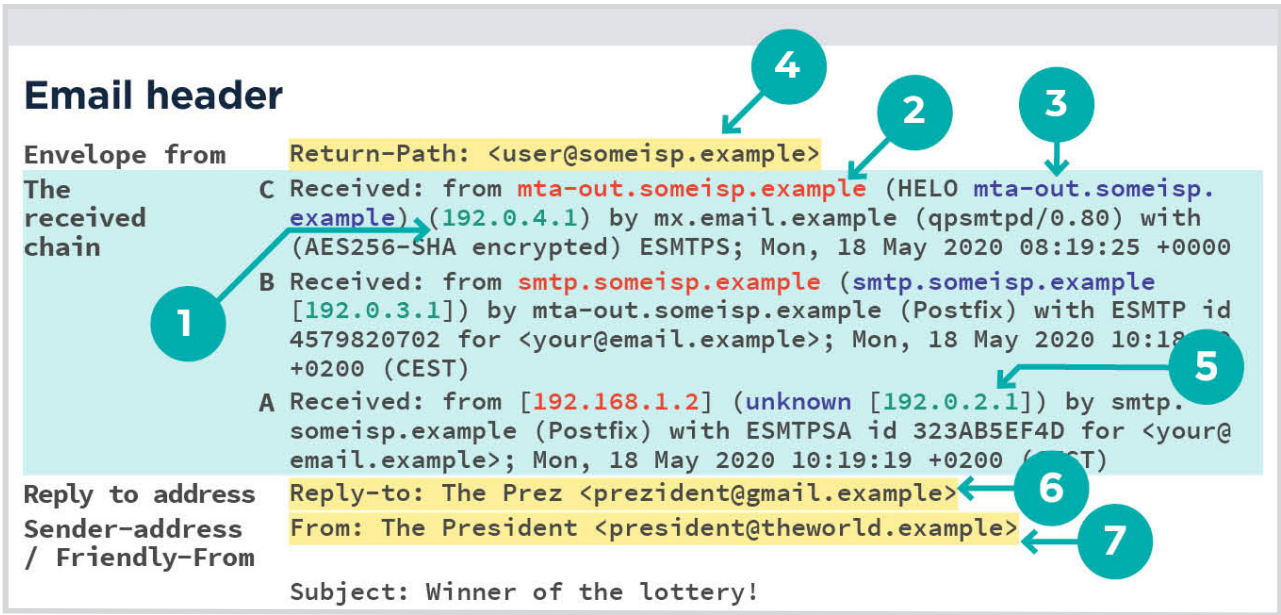 Email header
4
2
3
Envelope from Return-Path: <user@someisp.example>
The received chain
C Received: from mta-out.someisp.example (HELO mta-out.someisp.
example) (192.0.4.1) by mx.email.example (qpsmtpd/0.80) with
(AES256-SHA encrypted) ESMTPS; Mon, 18 May 2020 08:19:25 +0000
1
B Received: from smtp.someisp.example (smtp.someisp.example
[192.0.3.1]) by mta-out.someisp.example (Postfix) with ESMTP id
4579820702 for <your@email.example>; Mon, 18 May 2020
+0200 (CEST)
5
A Received: from [192.168.1.2] (unknown [192.0.2.1]) by smtp.
someisp.example (Postfix) with ESMTPSA id 323AB5EF4D for <your@
email.example>; Mon, 18 May 2020 10:19:19 +0200
Reply to address Reply-to: The Prez <prezident@gmail.example>
6
Sender-address / Friendly-From
From: The President <president@theworld.example>
7
Subject: Winner of the lottery!